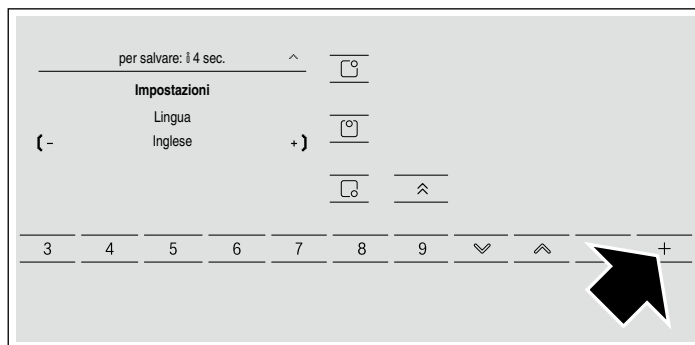 per salvare: i 4 sec.
Impostazioni
Lingua
- Inglese +
3 4 5 6 7 8 9 +